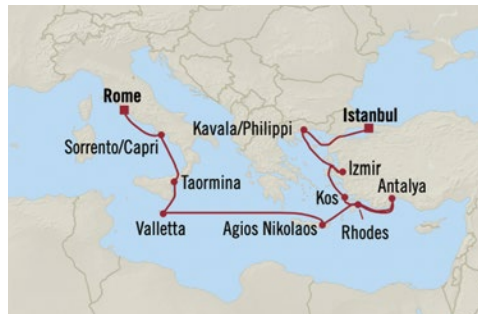 Rome
Istanbul
Kavala/Philippi
Sorrento/Capri
Izmir
Antalya
Taormina
Kos
Valletta
Agios Nikolaos
Rhodes